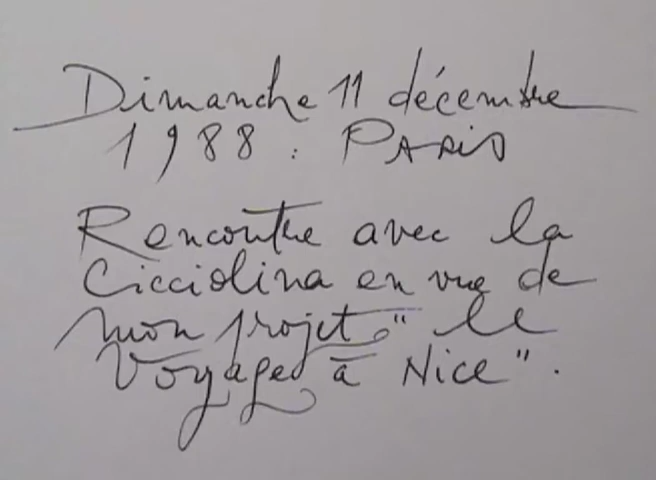 Dimanche 11 décembre
1988 : PARIS
Rencontre avec la
Cicciolina en vue de
mon projet "le
Voyage à Nice".